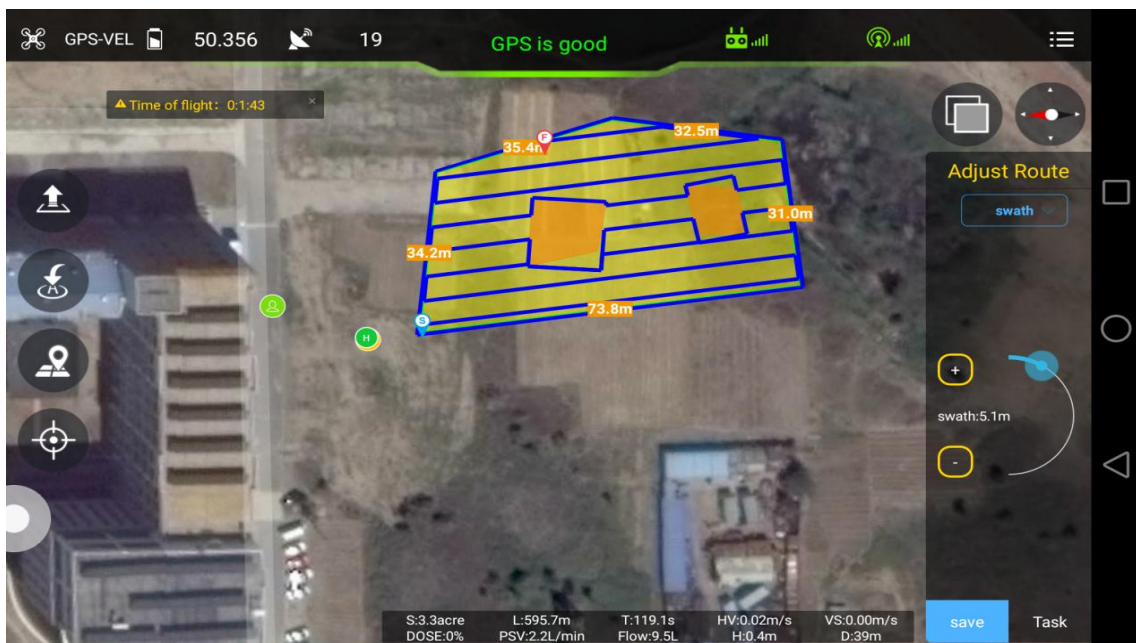 GPS-VEL 50.356 19 GPS is good
Time of flight: 0:1:43 ×
Adjust Route
swath
F
35.4m
32.5m
31.0m
34.2m
73.8m
S
H
+
swath:5.1m
-
S:3.3acre L:595.7m T:119.1s HV:0.02m/s VS:0.00m/s
DOSE:0% PSV:2.2L/min Flow:9.5L H:0.4m D:39m
save Task